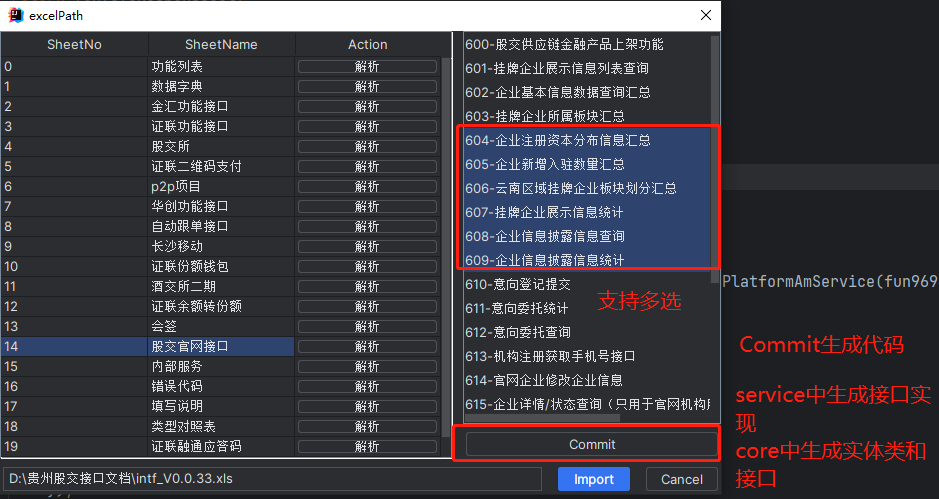 excelPath
SheetNo SheetName Action
0 功能列表 解析
1 数据字典 解析
2 金汇功能接口 解析
3 证联功能接口 解析
4 股交所 解析
5 证联二维码支付 解析
6 p2p项目 解析
7 华创功能接口 解析
8 自动跟单接口 解析
9 长沙移动 解析
10 证联份额钱包 解析
11 酒交所二期 解析
12 证联余额转份额 解析
13 会签 解析
14 股交官网接口 解析
15 内部服务 解析
16 错误代码 解析
17 填写说明 解析
18 类型对照表 解析
19 证联融通应答码 解析
600-股交供应链金融产品上架功能
601-挂牌企业展示信息列表查询
602-企业基本信息数据查询汇总
603-挂牌企业所属板块汇总
604-企业注册资本分布信息汇总
605-企业新增入驻数量汇总
606-云南区域挂牌企业板块划分汇总
607-挂牌企业展示信息统计
608-企业信息披露信息查询
609-企业信息披露信息统计
610-意向登记提交
611-意向委托统计
612-意向委托查询
613-机构注册获取手机号接口
614-官网企业修改企业信息
615-企业详情/状态查询（只用于官网机构用
支持多选
Commit
D:\贵州股交接口文档\intf_V0.0.33.xls
Import Cancel
PlatformAmService(fun969
Commit生成代码
service中生成接口实
现
core中生成实体类和
接口